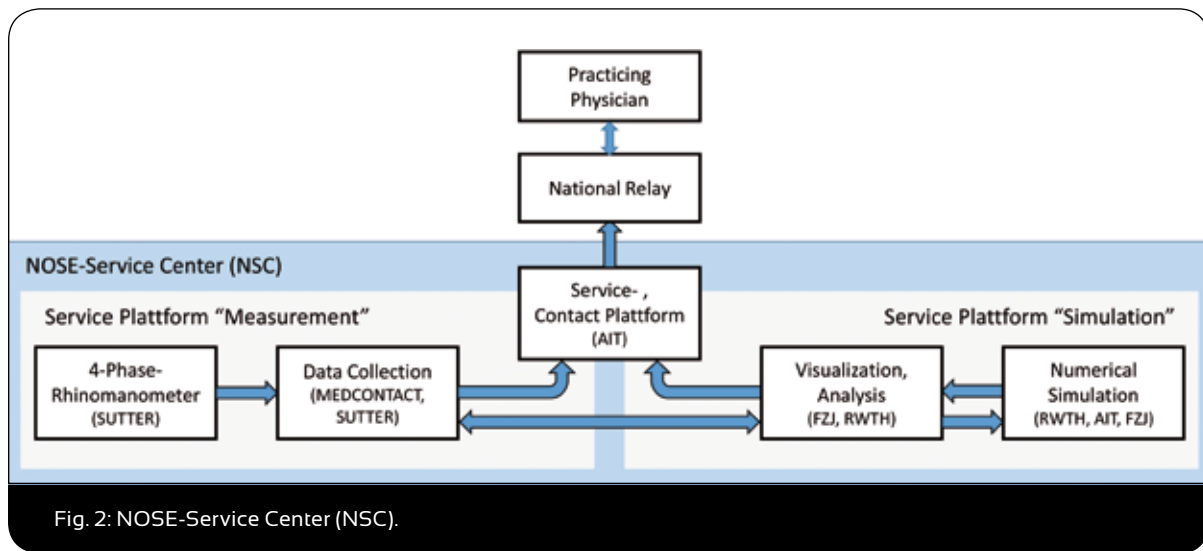 Practicing
Physician
National Relay
NOSE-Service Center (NSC)
Service- ,
Contact Plattform
(AIT)
Service Plattform “Measurement”
Service Plattform “Simulation”
4-Phase-
Rhinomanometer
(SUTTER)
Data Collection
(MEDCONTACT,
SUTTER)
Visualization,
Analysis
(FZJ, RWTH)
Numerical
Simulation
(RWTH, AIT, FZJ)
Fig. 2: NOSE-Service Center (NSC).